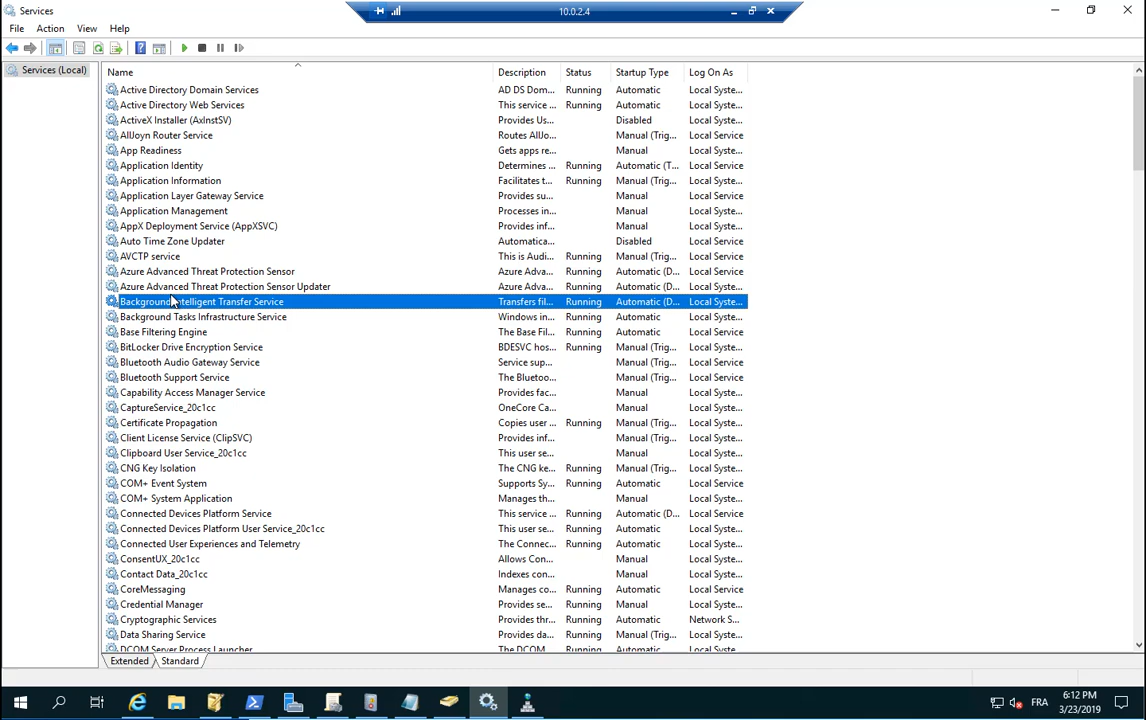 Services
10.0.2.4
File Action View Help
Services (Local)
Name Description Status Startup Type Log On As
Active Directory Domain Services AD DS Dom... Running Automatic Local Syste...
Active Directory Web Services This service ... Running Automatic Local Syste...
ActiveX Installer (AxInstSV) Provides Us... Disabled Local Syste...
AllJoyn Router Service Routes AllJo... Manual (Trig... Local Service
App Readiness Gets apps re... Manual Local Syste...
Application Identity Determines ... Running Automatic (T... Local Service
Application Information Facilitates t... Running Manual (Trig... Local Syste...
Application Layer Gateway Service Provides su... Manual Local Service
Application Management Processes in... Manual Local Syste...
AppX Deployment Service (AppXSVC) Provides inf... Manual Local Syste...
Auto Time Zone Updater Automatica... Disabled Local Service
AVCTP service This is Audi... Running Manual (Trig... Local Service
Azure Advanced Threat Protection Sensor Azure Adva... Running Automatic (D... Local Service
Azure Advanced Threat Protection Sensor Updater Azure Adva... Running Automatic (D... Local Syste...
Background Intelligent Transfer Service Transfers fil... Running Automatic (D... Local Syste...
Background Tasks Infrastructure Service Windows in... Running Automatic Local Syste...
Base Filtering Engine The Base Fil... Running Automatic Local Service
BitLocker Drive Encryption Service BDESVC hos... Running Manual (Trig... Local Syste...
Bluetooth Audio Gateway Service Service sup... Manual (Trig... Local Service
Bluetooth Support Service The Bluetoo... Manual (Trig... Local Service
Capability Access Manager Service Provides fac... Manual Local Syste...
CaptureService_20c1cc OneCore Ca... Manual Local Syste...
Certificate Propagation Copies user ... Running Manual (Trig... Local Syste...
Client License Service (ClipSVC) Provides inf... Manual (Trig... Local Syste...
Clipboard User Service_20c1cc This user se... Manual Local Syste...
CNG Key Isolation The CNG ke... Running Manual (Trig... Local Syste...
COM+ Event System Supports Sy... Running Automatic Local Service
COM+ System Application Manages th... Manual Local Syste...
Connected Devices Platform Service This service ... Running Automatic (D... Local Service
Connected Devices Platform User Service_20c1cc This user se... Running Automatic Local Syste...
Connected User Experiences and Telemetry The Connec... Running Automatic Local Syste...
ConsentUX_20c1cc Allows Con... Manual Local Syste...
Contact Data_20c1cc Indexes con... Manual Local Syste...
CoreMessaging Manages co... Running Automatic Local Service
Credential Manager Provides se... Running Manual Local Syste...
Cryptographic Services Provides thr... Running Automatic Network S...
Data Sharing Service Provides da... Running Manual (Trig... Local Syste...
DCOM Server Process Launcher The DCOM Running Automatic Local Syste...
Extended Standard
FRA 6:12 PM
3/23/2019